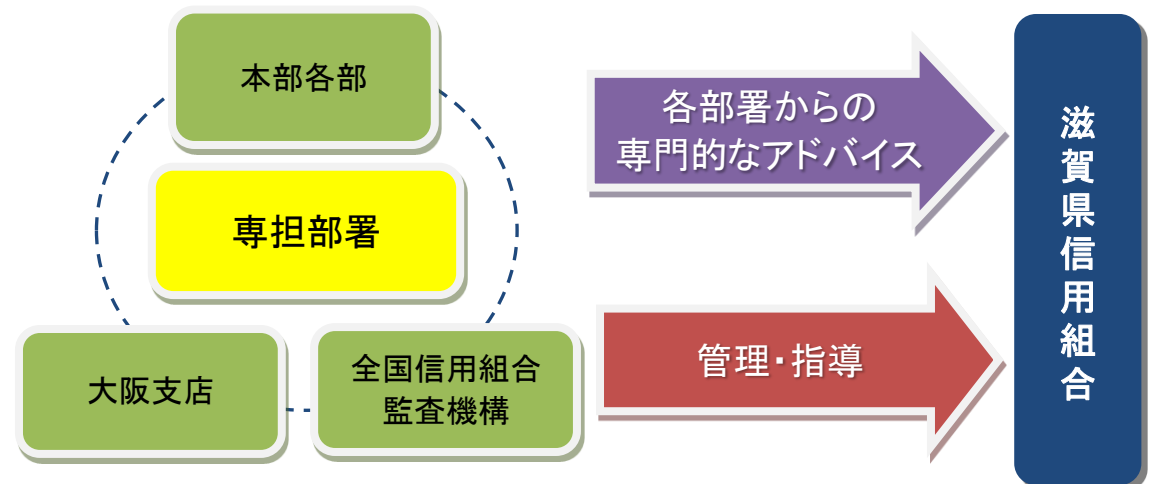 本部各部
専担部署
大阪支店
全国信用組合
監査機構
各部署からの
専門的なアドバイス
管理・指導
滋賀県信用組合